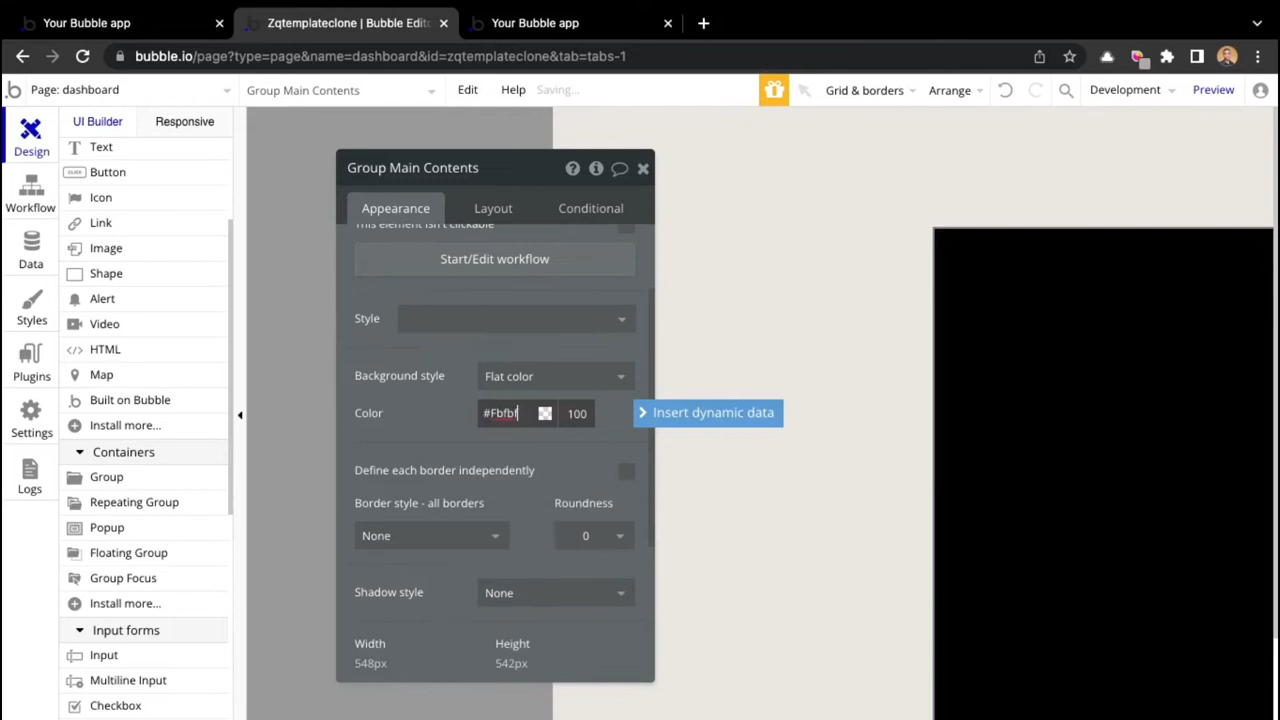 Your Bubble app
Zqtemplateclone | Bubble Edito
Your Bubble app
bubble.io/page?type=page&name=dashboard&id=zqtemplateclone&tab=tabs-1
Page: dashboard
Group Main Contents
Edit
Help
Saving...
Grid & borders
Arrange
Development
Preview
Design
Workflow
Data
Styles
Plugins
Settings
Logs
UI Builder
Responsive
Text
CLICK
Button
Icon
Link
Image
Shape
Alert
Video
HTML
Map
Built on Bubble
Install more...
Containers
Group
Repeating Group
Popup
Floating Group
Group Focus
Install more...
Input forms
Input
Multiline Input
Checkbox
Group Main Contents
Appearance
Layout
Conditional
This element isn't clickable
Start/Edit workflow
Style
Background style
Flat color
Color
#Fbfbf
100
Insert dynamic data
Define each border independently
Border style - all borders
Roundness
None
0
Shadow style
None
Width
Height
548px
542px